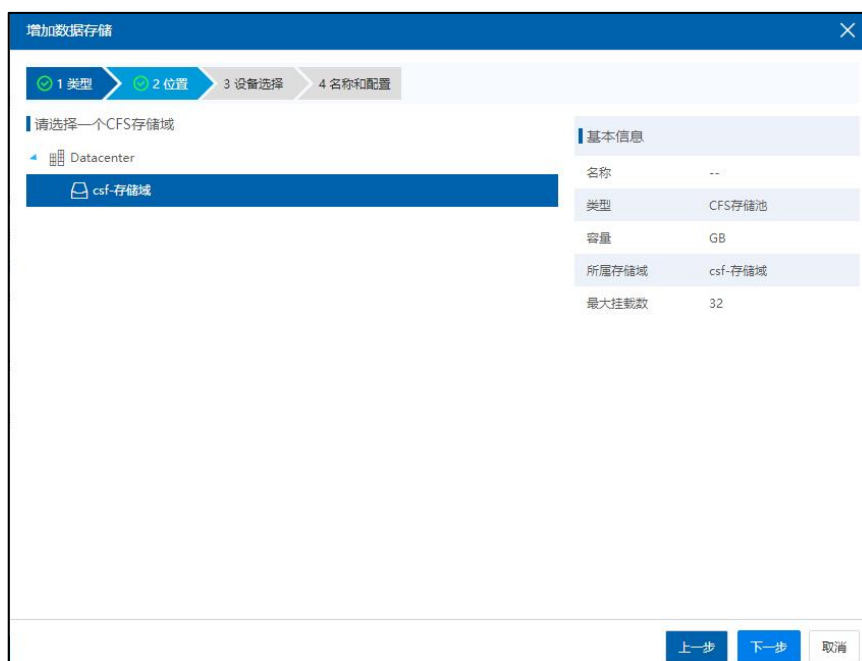 增加数据存储
1 类型
2 位置
3 设备选择
4 名称和配置
请选择一个CFS存储域
Datacenter
csf-存储域
基本信息
名称 --
类型 CFS存储池
容量 GB
所属存储域 csf-存储域
最大挂载数 32
上一步 下一步 取消